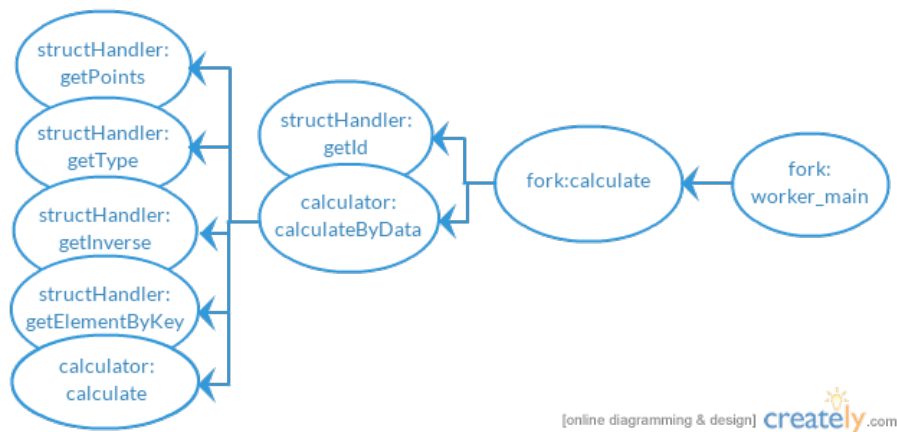 structHandler:
getPoints
structHandler:
getType
structHandler:
getInverse
structHandler:
getElementByKey
calculator:
calculate
structHandler:
getId
calculator:
calculateByData
fork:calculate
fork:
worker_main
[online diagramming & design] creately.com